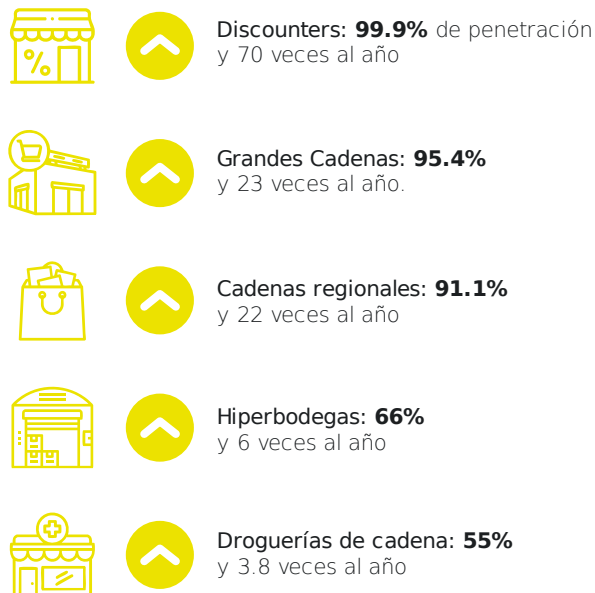 Discounters: 99.9% de penetración
y 70 veces al año
Grandes Cadenas: 95.4%
y 23 veces al año.
Cadenas regionales: 91.1%
y 22 veces al año
Hiperbodegas: 66%
y 6 veces al año
Droguerías de cadena: 55%
y 3.8 veces al año